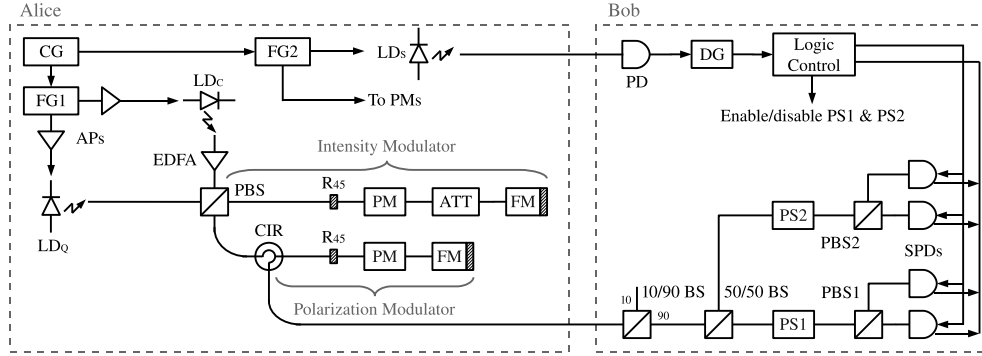 Alice
Bob
CG
FG2
LDS
PD
DG
Logic
Control
LDC
FG1
To PMs
APs
Enable/disable PS1 & PS2
EDFA
Intensity Modulator
PBS
R45
PM
ATT
FM
LDQ
CIR
R45
PM
FM
PS2
PBS2
SPDs
Polarization Modulator
10
10/90 BS
90
50/50 BS
PS1
PBS1